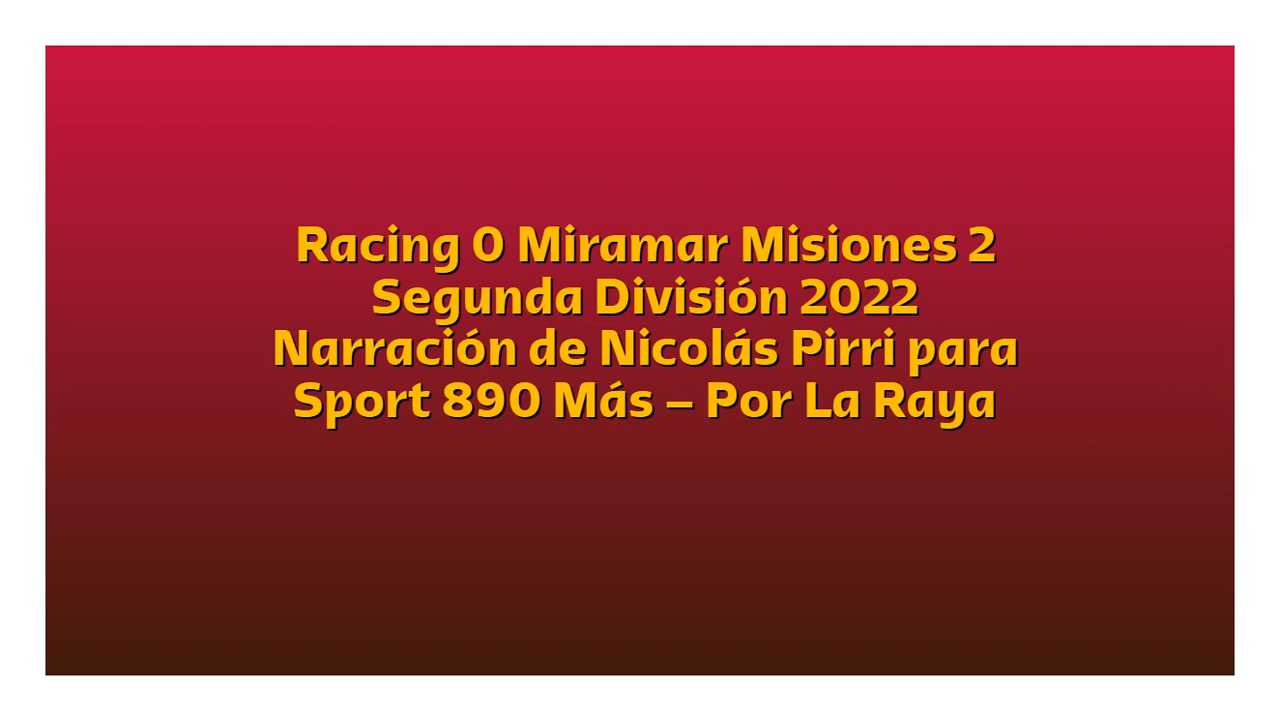 Racing 0 Miramar Misiones 2
Segunda División 2022
Narración de Nicolás Pirri para
Sport 890 Más – Por La Raya